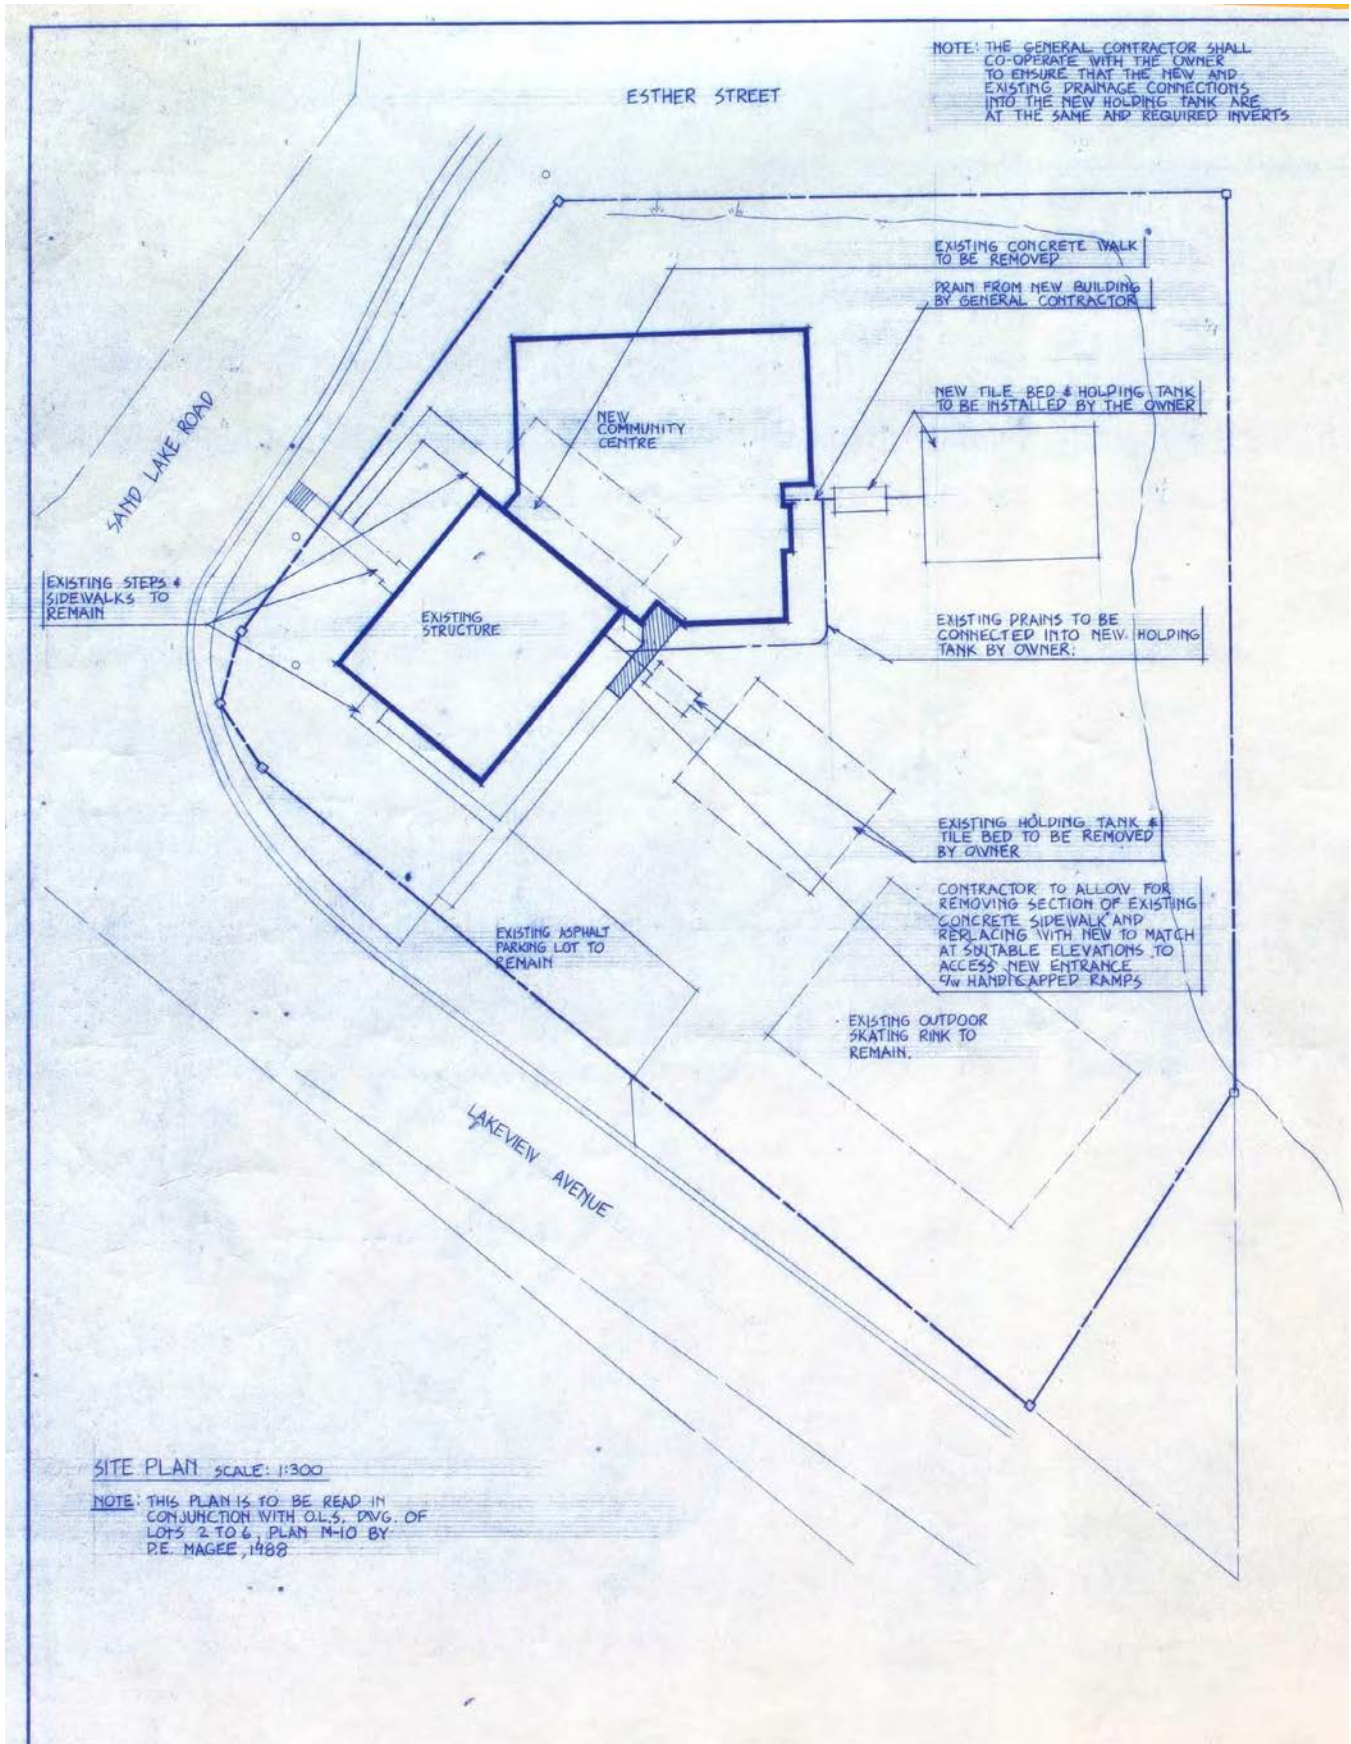 NOTE: THE GENERAL CONTRACTOR SHALL
CO-OPERATE WITH THE OWNER
TO ENSURE THAT THE NEW AND
EXISTING DRAINAGE CONNECTIONS
INTO THE NEW HOLDING TANK ARE
AT THE SAME AND REQUIRED INVERTS
ESTHER STREET
EXISTING CONCRETE WALK
TO BE REMOVED
DRAIN FROM NEW BUILDING
BY GENERAL CONTRACTOR
NEW TILE BED & HOLDING TANK
TO BE INSTALLED BY THE OWNER
NEW
COMMUNITY
CENTRE
SAND LAKE ROAD
EXISTING STEPS &
SIDEWALKS TO
REMAIN
EXISTING
STRUCTURE
EXISTING DRAINS TO BE
CONNECTED INTO NEW HOLDING
TANK BY OWNER.
EXISTING HOLDING TANK &
TILE BED TO BE REMOVED
BY OWNER
CONTRACTOR TO ALLOW FOR
REMOVING SECTION OF EXISTING
CONCRETE SIDEWALK AND
REPLACING WITH NEW TO MATCH
AT SUITABLE ELEVATIONS TO
ACCESS NEW ENTRANCE
C/W HANDICAPPED RAMPS
EXISTING ASPHALT
PARKING LOT TO
REMAIN
EXISTING OUTDOOR
SKATING RINK TO
REMAIN.
LAKEVIEW AVENUE
SITE PLAN SCALE: 1:300
NOTE: THIS PLAN IS TO BE READ IN
CONJUNCTION WITH O.L.S. DWG. OF
LOTS 2 TO 6, PLAN M-10 BY
D.E. MAGEE, 1988